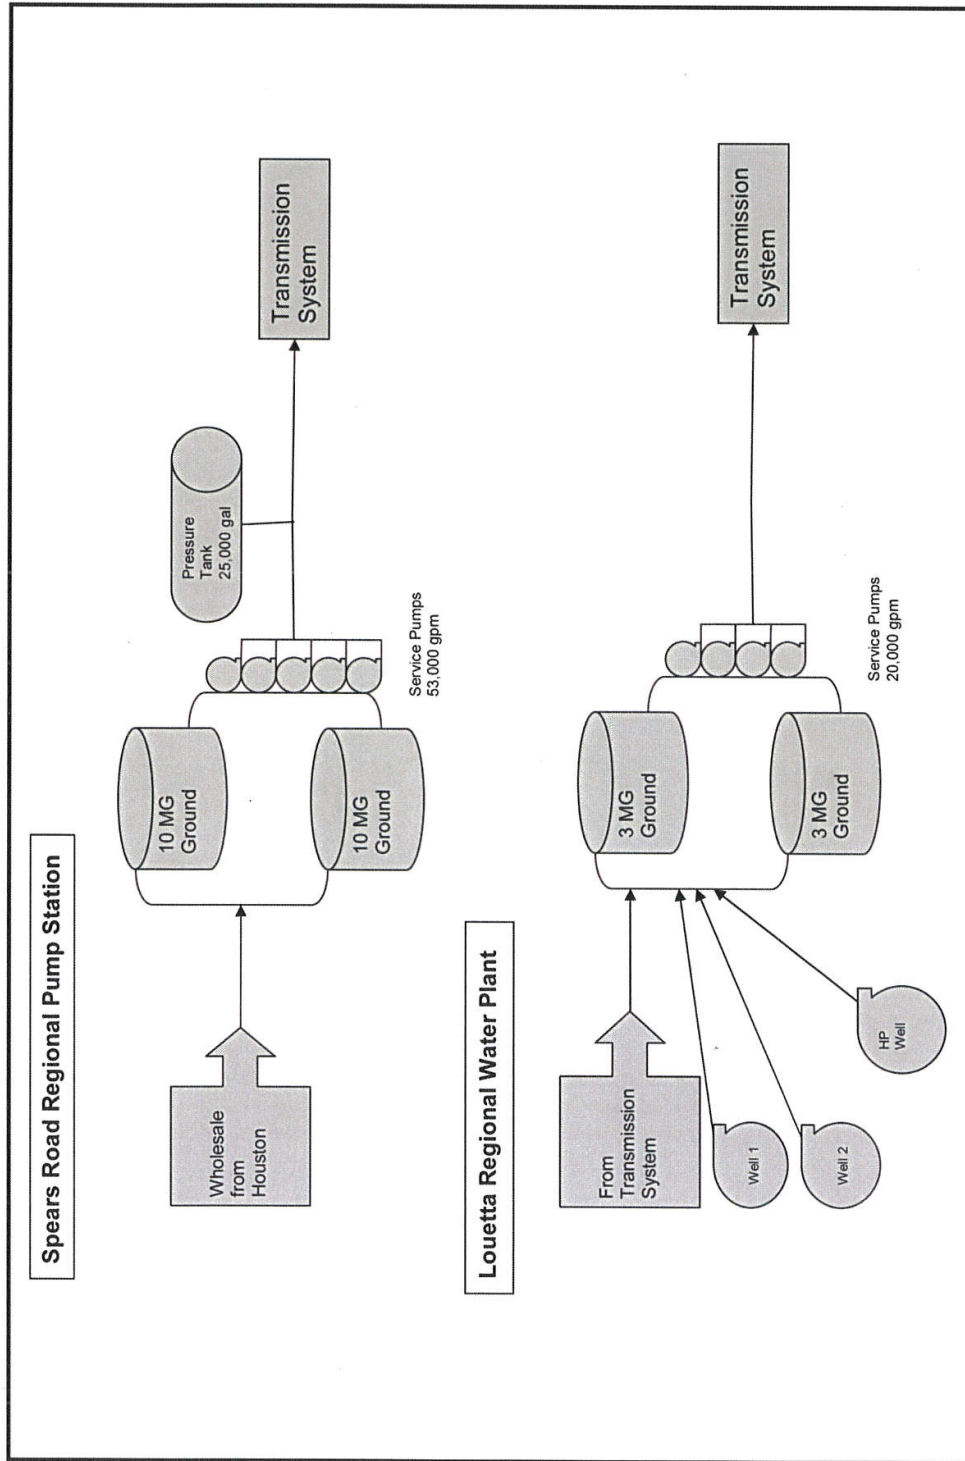 Spears Road Regional Pump Station
Wholesale
from
Houston
10 MG
Ground
10 MG
Ground
Service Pumps
53,000 gpm
Pressure
Tank
25,000 gal
Transmission
System
Louetta Regional Water Plant
From
Transmission
System
Well 1
Well 2
HP
Well
3 MG
Ground
3 MG
Ground
Service Pumps
20,000 gpm
Transmission
System